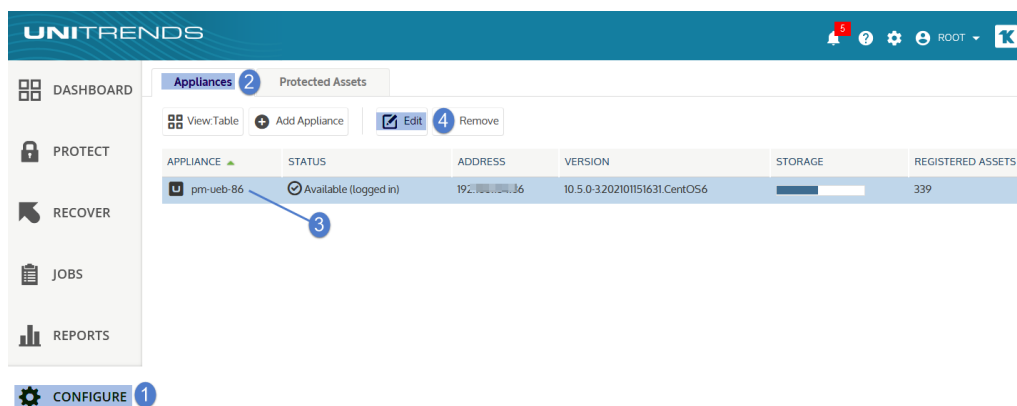 UNITRENDS
5
? ROOT
DASHBOARD
PROTECT
RECOVER
JOBS
REPORTS
CONFIGURE 1
Appliances 2 Protected Assets
View:Table Add Appliance Edit 4 Remove
APPLIANCE STATUS ADDRESS VERSION STORAGE REGISTERED ASSETS
pm-ueb-86 Available (logged in) 10.5.0-3.202101151631.CentOS6 339
3